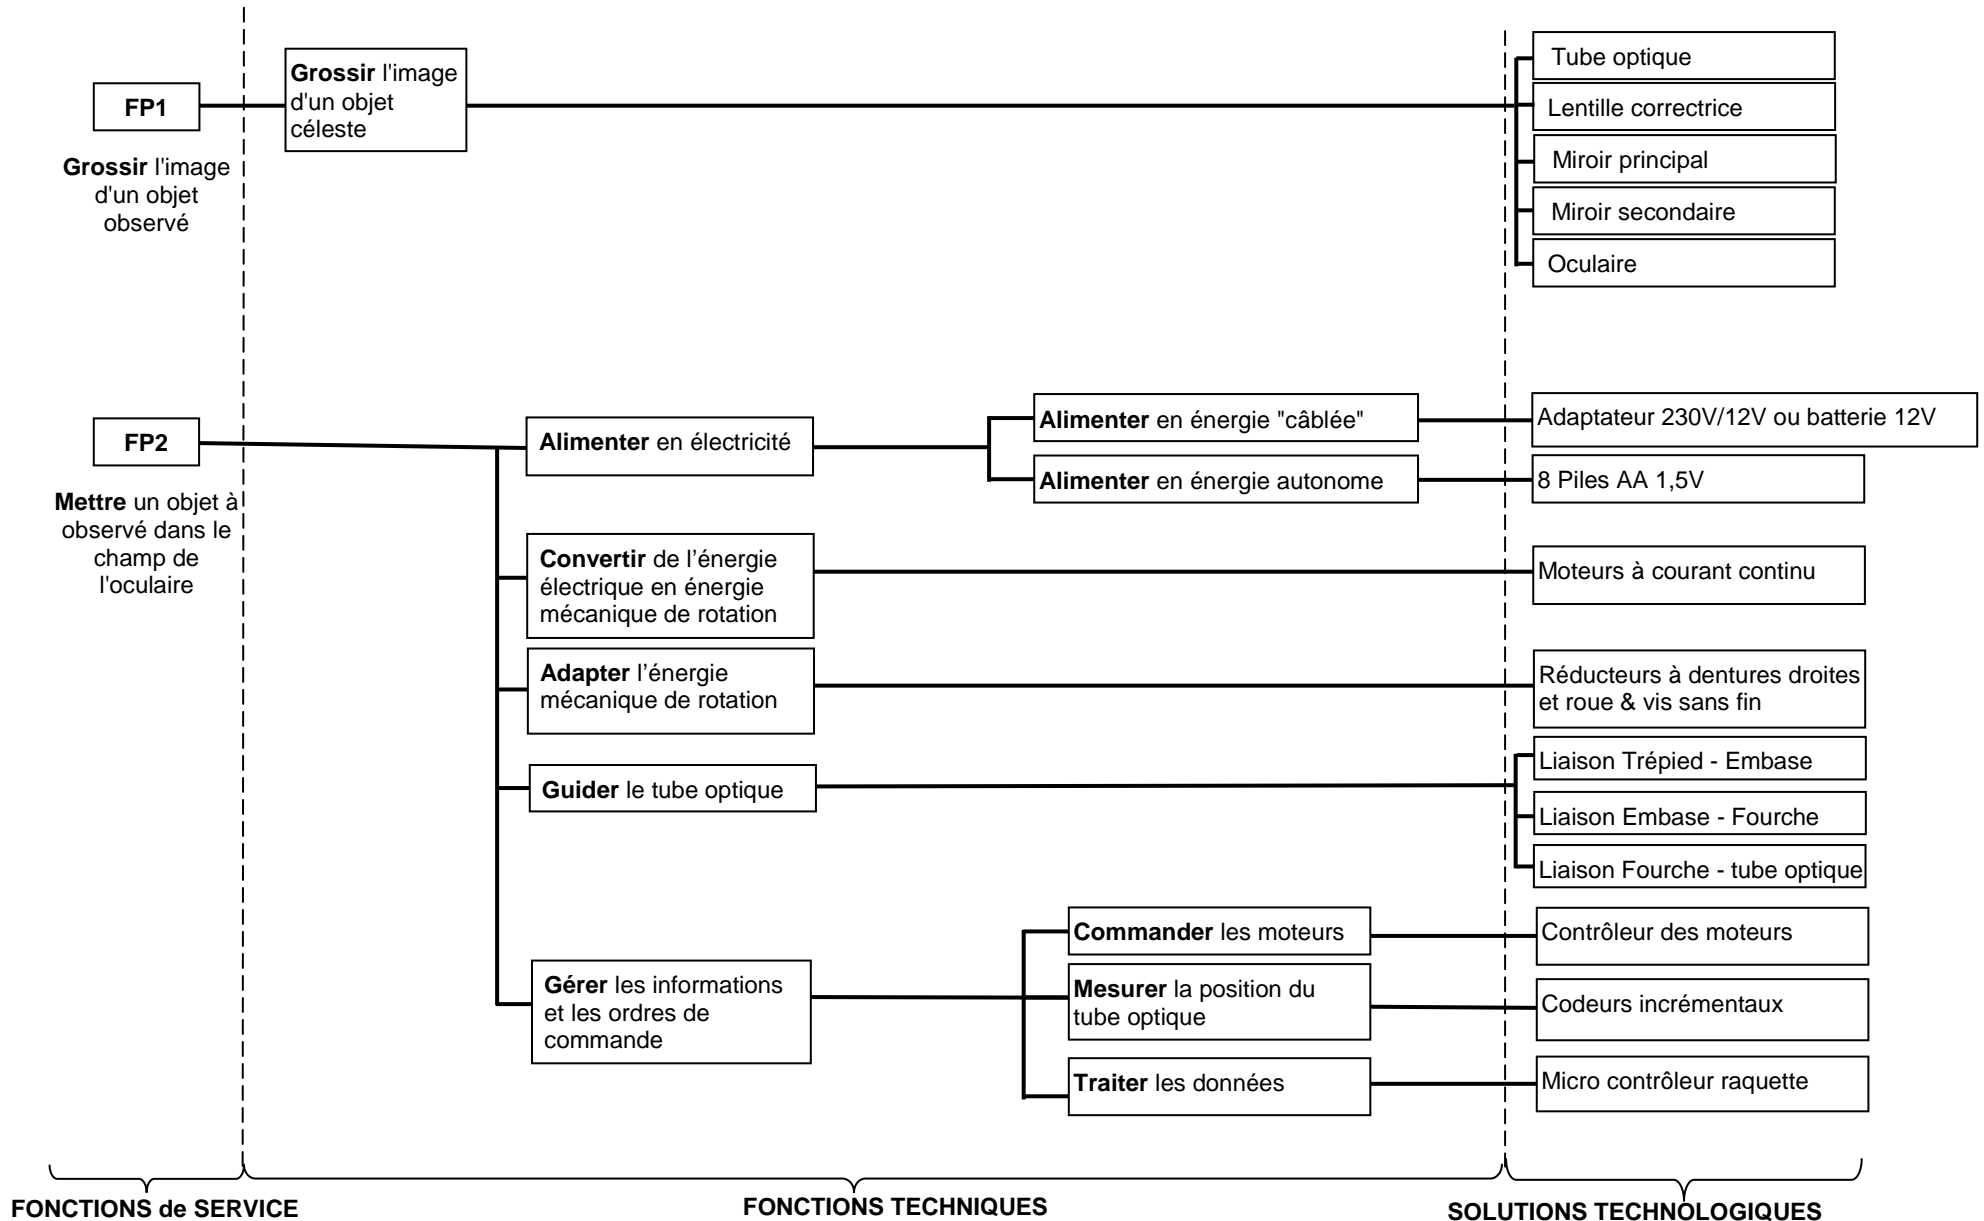 FP1
Grossir l'image
d'un objet
observé
Grossir l'image
d'un objet
céleste
Tube optique
Lentille correctrice
Miroir principal
Miroir secondaire
Oculaire
FP2
Mettre un objet à
observé dans le
champ de
l'oculaire
Alimenter en électricité
Alimenter en énergie "câblée"
Adaptateur 230V/12V ou batterie 12V
Alimenter en énergie autonome
8 Piles AA 1,5V
Convertir de l’énergie
électrique en énergie
mécanique de rotation
Moteurs à courant continu
Adapter l’énergie
mécanique de rotation
Réducteurs à dentures droites
et roue & vis sans fin
Guider le tube optique
Liaison Trépied - Embase
Liaison Embase - Fourche
Liaison Fourche - tube optique
Gérer les informations
et les ordres de
commande
Commander les moteurs
Contrôleur des moteurs
Mesurer la position du
tube optique
Codeurs incrémentaux
Traiter les données
Micro contrôleur raquette
FONCTIONS de SERVICE
FONCTIONS TECHNIQUES
SOLUTIONS TECHNOLOGIQUES